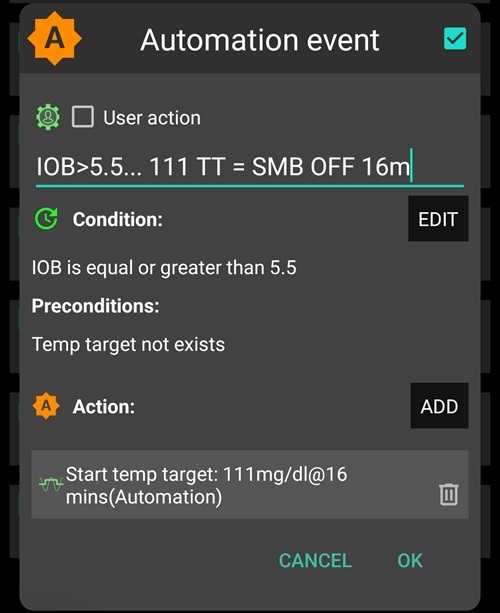 A Automation event
User action
IOB>5.5... 111 TT = SMB OFF 16m
Condition:
EDIT
IOB is equal or greater than 5.5
Preconditions:
Temp target not exists
A Action:
ADD
Start temp target: 111mg/dl@16
mins(Automation)
CANCEL
OK